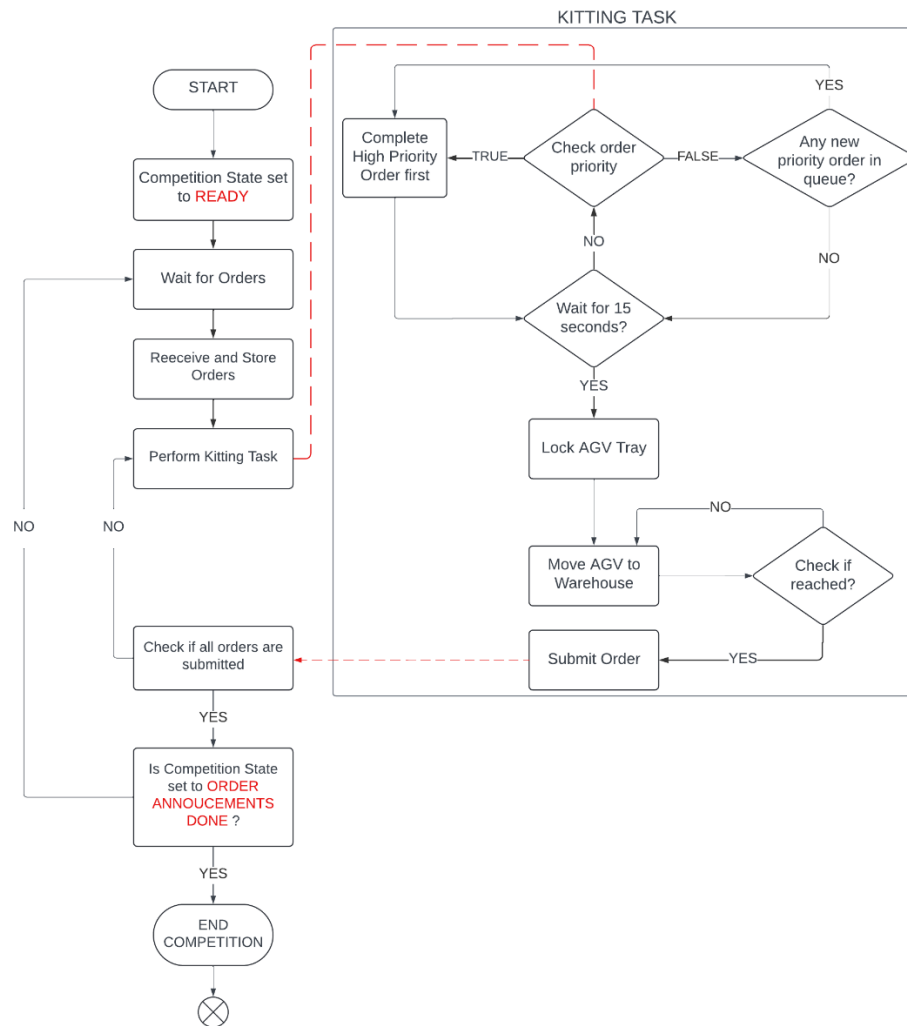 KITTING TASK
START
Competition State set
to READY
Wait for Orders
Reeceive and Store
Orders
Perform Kitting Task
NO
NO
Check if all orders are
submitted
YES
Is Competition State
set to ORDER
ANNOUCEMENTS
DONE ?
YES
END
COMPETITION
YES
Complete
High Priority
Order first
TRUE
Check order
priority
FALSE
Any new
priority order in
queue?
NO
NO
Wait for 15
seconds?
YES
Lock AGV Tray
NO
Move AGV to
Warehouse
Check if
reached?
YES
Submit Order